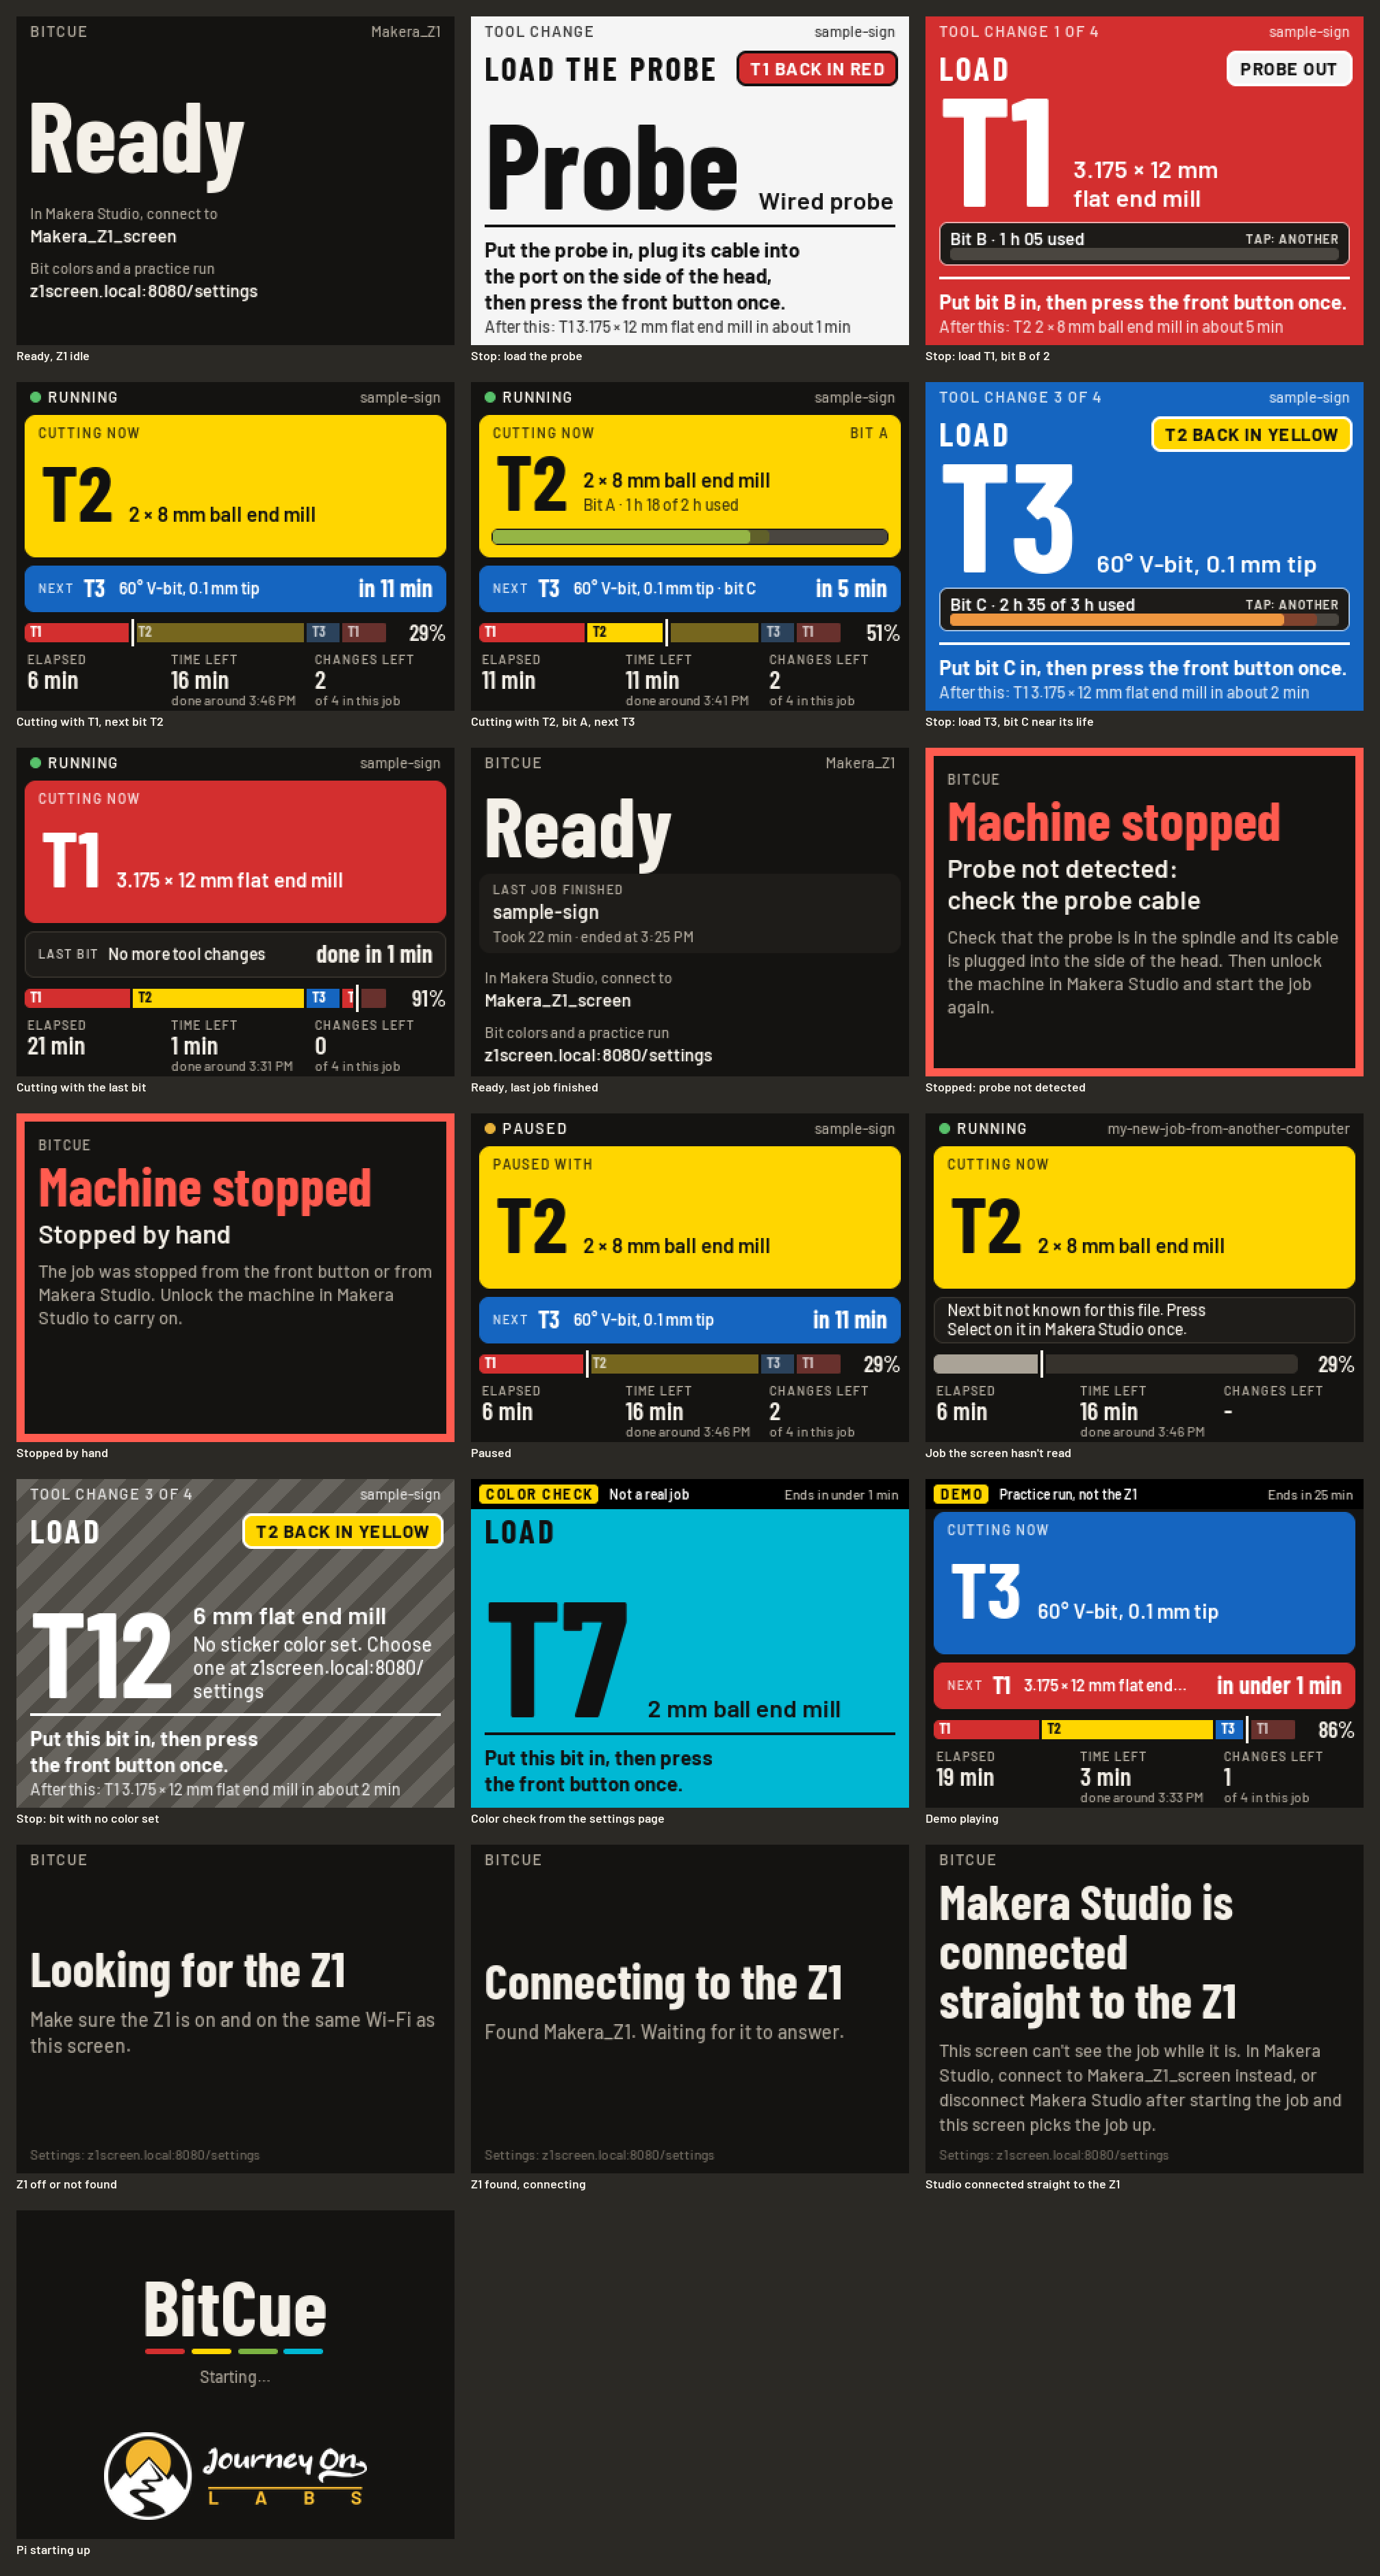 BITCUE Makera_Z1
Ready
In Makera Studio, connect to
Makera_Z1_screen
Bit colors and a practice run
z1screen.local:8080/settings
Ready, Z1 idle
TOOL CHANGE sample-sign
LOAD THE PROBE T1 BACK IN RED
Probe Wired probe
Put the probe in, plug its cable into
the port on the side of the head,
then press the front button once.
After this: T1 3.175 × 12 mm flat end mill in about 1 min
Stop: load the probe
TOOL CHANGE 1 OF 4 sample-sign
LOAD PROBE OUT
T1 3.175 × 12 mm
flat end mill
Bit B · 1 h 05 used TAP: ANOTHER
Put bit B in, then press the front button once.
After this: T2 2 × 8 mm ball end mill in about 5 min
Stop: load T1, bit B of 2
RUNNING sample-sign
CUTTING NOW
T2 2 × 8 mm ball end mill
NEXT T3 60° V-bit, 0.1 mm tip in 11 min
T1 T2 T3 T1 29%
ELAPSED TIME LEFT CHANGES LEFT
6 min 16 min 2
done around 3:46 PM of 4 in this job
Cutting with T1, next bit T2
RUNNING sample-sign
CUTTING NOW BIT A
T2 2 × 8 mm ball end mill
Bit A · 1 h 18 of 2 h used
NEXT T3 60° V-bit, 0.1 mm tip · bit C in 5 min
T1 T2 T3 T1 51%
ELAPSED TIME LEFT CHANGES LEFT
11 min 11 min 2
done around 3:41 PM of 4 in this job
Cutting with T2, bit A, next T3
TOOL CHANGE 3 OF 4 sample-sign
LOAD T2 BACK IN YELLOW
T3 60° V-bit, 0.1 mm tip
Bit C · 2 h 35 of 3 h used TAP: ANOTHER
Put bit C in, then press the front button once.
After this: T1 3.175 × 12 mm flat end mill in about 2 min
Stop: load T3, bit C near its life
RUNNING sample-sign
CUTTING NOW
T1 3.175 × 12 mm flat end mill
LAST BIT No more tool changes done in 1 min
T1 T2 T3 T 91%
ELAPSED TIME LEFT CHANGES LEFT
21 min 1 min 0
done around 3:31 PM of 4 in this job
Cutting with the last bit
BITCUE Makera_Z1
Ready
LAST JOB FINISHED
sample-sign
Took 22 min · ended at 3:25 PM
In Makera Studio, connect to
Makera_Z1_screen
Bit colors and a practice run
z1screen.local:8080/settings
Ready, last job finished
BITCUE
Machine stopped
Probe not detected:
check the probe cable
Check that the probe is in the spindle and its cable
is plugged into the side of the head. Then unlock
the machine in Makera Studio and start the job
again.
Stopped: probe not detected
BITCUE
Machine stopped
Stopped by hand
The job was stopped from the front button or from
Makera Studio. Unlock the machine in Makera
Studio to carry on.
Stopped by hand
PAUSED sample-sign
PAUSED WITH
T2 2 × 8 mm ball end mill
NEXT T3 60° V-bit, 0.1 mm tip in 11 min
T1 T2 T3 T1 29%
ELAPSED TIME LEFT CHANGES LEFT
6 min 16 min 2
done around 3:46 PM of 4 in this job
Paused
RUNNING my-new-job-from-another-computer
CUTTING NOW
T2 2 × 8 mm ball end mill
Next bit not known for this file. Press
Select on it in Makera Studio once.
29%
ELAPSED TIME LEFT CHANGES LEFT
6 min 16 min -
done around 3:46 PM
Job the screen hasn't read
TOOL CHANGE 3 OF 4 sample-sign
LOAD T2 BACK IN YELLOW
T12 6 mm flat end mill
No sticker color set. Choose
one at z1screen.local:8080/
settings
Put this bit in, then press
the front button once.
After this: T1 3.175 × 12 mm flat end mill in about 2 min
Stop: bit with no color set
COLOR CHECK Not a real job Ends in under 1 min
LOAD
T7 2 mm ball end mill
Put this bit in, then press
the front button once.
Color check from the settings page
DEMO Practice run, not the Z1 Ends in 25 min
CUTTING NOW
T3 60° V-bit, 0.1 mm tip
NEXT T1 3.175 × 12 mm flat end… in under 1 min
T1 T2 T3 T1 86%
ELAPSED TIME LEFT CHANGES LEFT
19 min 3 min 1
done around 3:33 PM of 4 in this job
Demo playing
BITCUE
Looking for the Z1
Make sure the Z1 is on and on the same Wi-Fi as
this screen.
Settings: z1screen.local:8080/settings
Z1 off or not found
BITCUE
Connecting to the Z1
Found Makera_Z1. Waiting for it to answer.
Settings: z1screen.local:8080/settings
Z1 found, connecting
BITCUE
Makera Studio is
connected
straight to the Z1
This screen can't see the job while it is. In Makera
Studio, connect to Makera_Z1_screen instead, or
disconnect Makera Studio after starting the job and
this screen picks the job up.
Settings: z1screen.local:8080/settings
Studio connected straight to the Z1
BitCue
Starting…
Journey On
LABS
Pi starting up